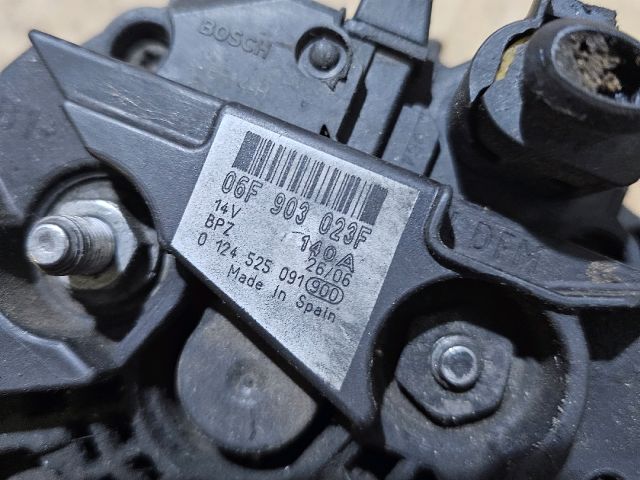 BOSCH
06F 903 023F
14V 140A
BPZ 26/06
0 124 525 091 900
Made in Spain
DFM